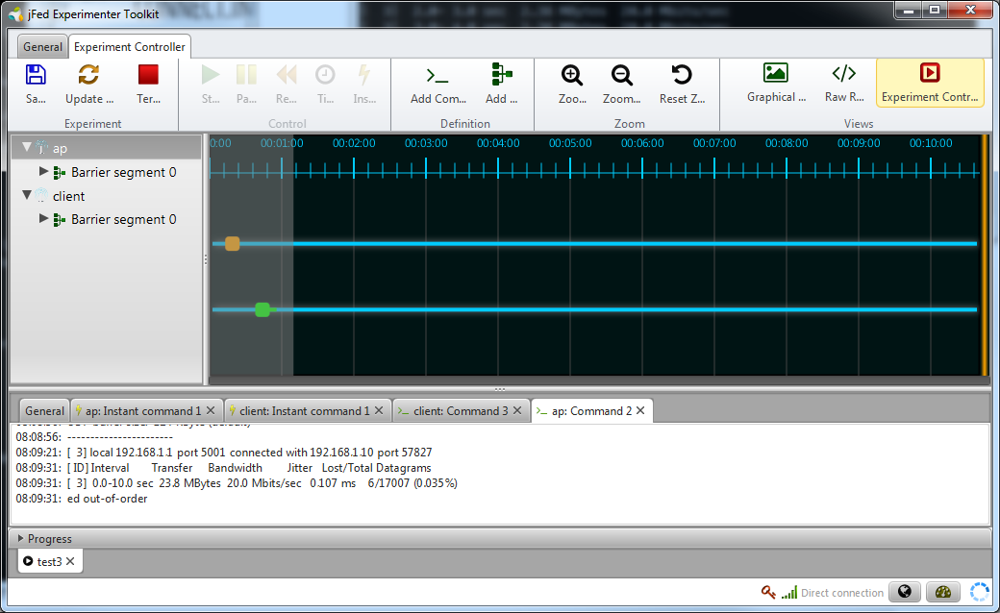 jFed Experimenter Toolkit
General Experiment Controller
Sa... Update ... Ter... St... Pa... Re... Ti... Ins... Add Com... Add ... Zoo... Zoom... Reset Z... Graphical ... Raw R... Experiment Contr...
Experiment Control Definition Zoom Views
ap
Barrier segment 0
client
Barrier segment 0
0:00 00:01:00 00:02:00 00:03:00 00:04:00 00:05:00 00:06:00 00:07:00 00:08:00 00:09:00 00:10:00
General ap: Instant command 1 client: Instant command 1 client: Command 3 ap: Command 2
08:08:56: ------------------------
08:09:21: [ 3] local 192.168.1.1 port 5001 connected with 192.168.1.10 port 57827
08:09:31: [ ID] Interval Transfer Bandwidth Jitter Lost/Total Datagrams
08:09:31: [ 3] 0.0-10.0 sec 23.8 MBytes 20.0 Mbits/sec 0.107 ms 6/17007 (0.035%)
08:09:31: ed out-of-order
Progress
test3
Direct connection